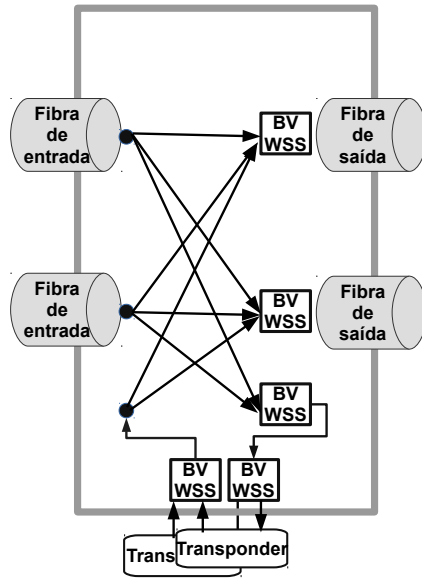 Fibra
de
entrada
BV
WSS
Fibra
de
saída
Fibra
de
entrada
BV
WSS
Fibra
de
saída
BV
WSS
BV
WSS
BV
WSS
Trans
Transponder